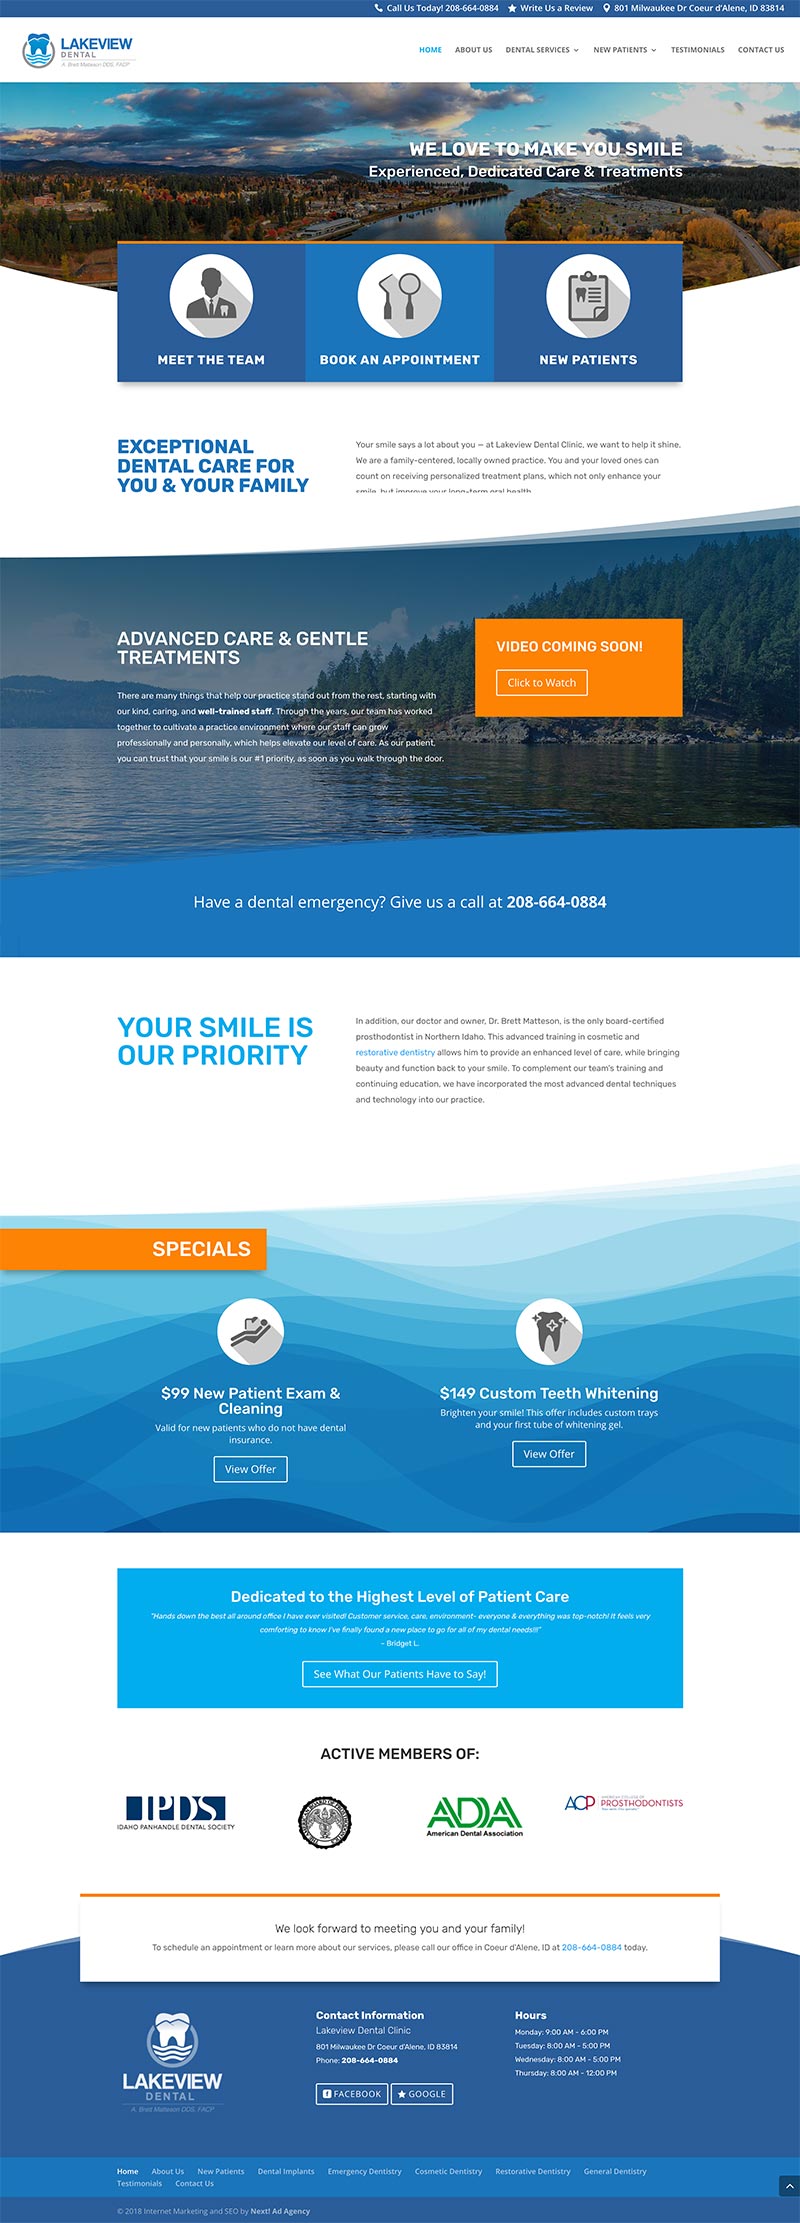 Call Us Today! 208-664-0884 Write Us a Review 801 Milwaukee Dr Coeur d'Alene, ID 83814
LAKEVIEW
DENTAL
A. Brett Matteson DDS, FACP
HOME ABOUT US DENTAL SERVICES NEW PATIENTS TESTIMONIALS CONTACT US
WE LOVE TO MAKE YOU SMILE
Experienced, Dedicated Care & Treatments
MEET THE TEAM BOOK AN APPOINTMENT NEW PATIENTS
EXCEPTIONAL
DENTAL CARE FOR
YOU & YOUR FAMILY
Your smile says a lot about you — at Lakeview Dental Clinic, we want to help it shine.
We are a family-centered, locally owned practice. You and your loved ones can
count on receiving personalized treatment plans, which not only enhance your
smile, but improve your long-term oral health.
ADVANCED CARE & GENTLE
TREATMENTS
There are many things that help our practice stand out from the rest, starting with
our kind, caring, and well-trained staff. Through the years, our team has worked
together to cultivate a practice environment where our staff can grow
professionally and personally, which helps elevate our level of care. As our patient,
you can trust that your smile is our #1 priority, as soon as you walk through the door.
VIDEO COMING SOON!
Click to Watch
Have a dental emergency? Give us a call at 208-664-0884
YOUR SMILE IS
OUR PRIORITY
In addition, our doctor and owner, Dr. Brett Matteson, is the only board-certified
prosthodontist in Northern Idaho. This advanced training in cosmetic and
restorative dentistry allows him to provide an enhanced level of care, while bringing
beauty and function back to your smile. To complement our team's training and
continuing education, we have incorporated the most advanced dental techniques
and technology into our practice.
SPECIALS
$99 New Patient Exam &
Cleaning
Valid for new patients who do not have dental
insurance.
View Offer
$149 Custom Teeth Whitening
Brighten your smile! This offer includes custom trays
and your first tube of whitening gel.
View Offer
Dedicated to the Highest Level of Patient Care
"Hands down the best all around office I have ever visited! Customer service, care, environment- everyone & everything was top-notch! It feels very
comforting to know I've finally found a new place to go for all of my dental needs!!!"
– Bridget L.
See What Our Patients Have to Say!
ACTIVE MEMBERS OF:
IPDS
IDAHO PANHANDLE DENTAL SOCIETY
ADA
American Dental Association
ACP
AMERICAN COLLEGE OF
PROSTHODONTISTS
We look forward to meeting you and your family!
To schedule an appointment or learn more about our services, please call our office in Coeur d'Alene, ID at 208-664-0884 today.
LAKEVIEW
DENTAL
A. Brett Matteson DDS, FACP
Contact Information
Lakeview Dental Clinic
801 Milwaukee Dr Coeur d'Alene, ID 83814
Phone: 208-664-0884
FACEBOOK GOOGLE
Hours
Monday: 9:00 AM - 6:00 PM
Tuesday: 8:00 AM - 5:00 PM
Wednesday: 8:00 AM - 5:00 PM
Thursday: 8:00 AM - 12:00 PM
Home About Us New Patients Dental Implants Emergency Dentistry Cosmetic Dentistry Restorative Dentistry General Dentistry
Testimonials Contact Us
© 2018 Internet Marketing and SEO by Next! Ad Agency